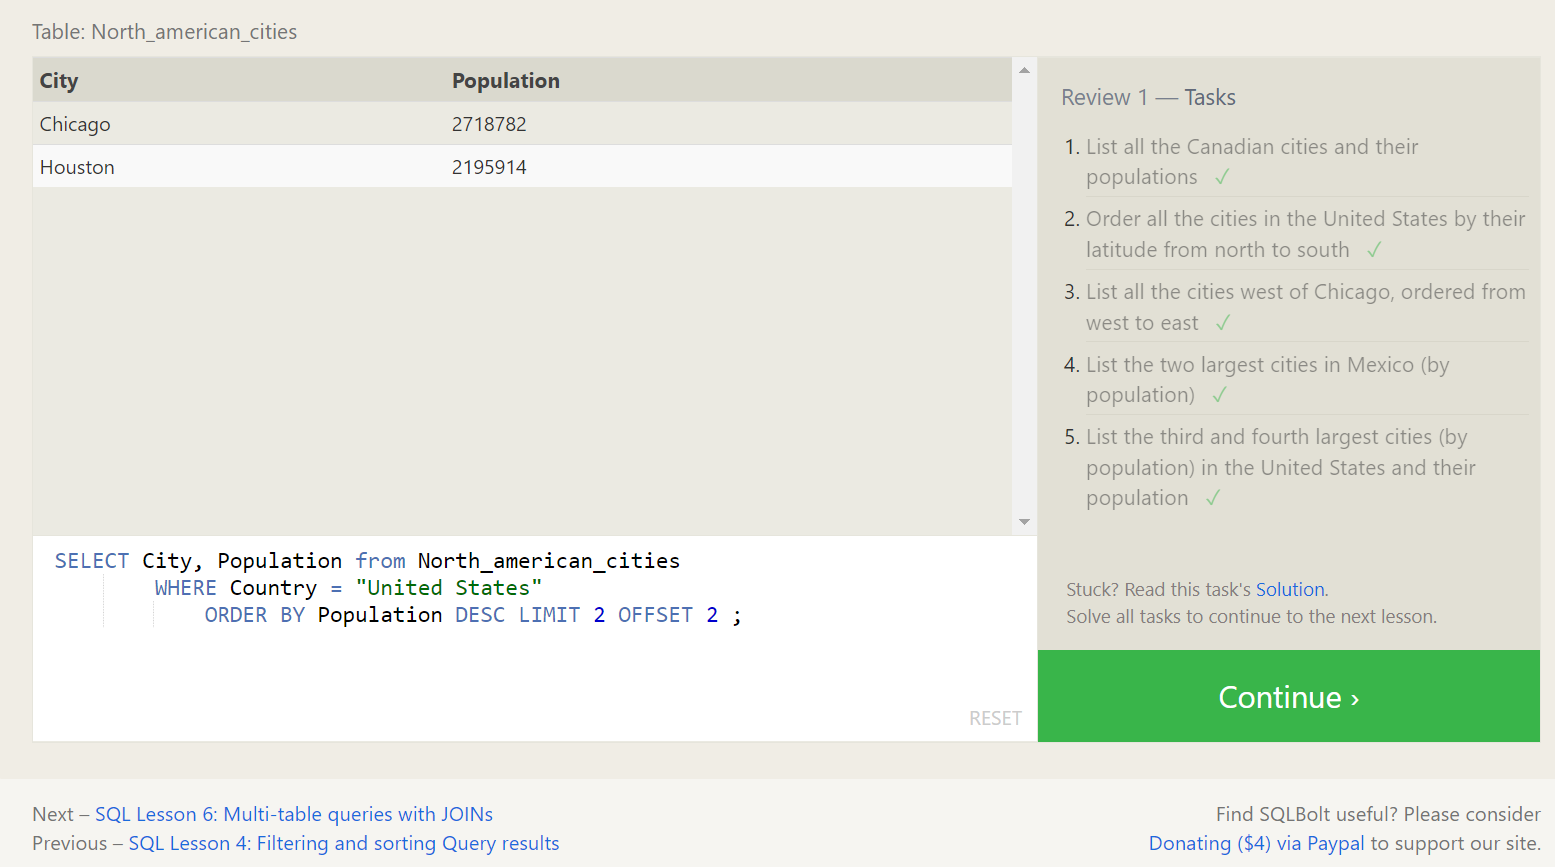 Table: North_american_cities
City Population
Chicago 2718782
Houston 2195914
SELECT City, Population from North_american_cities
WHERE Country = "United States"
ORDER BY Population DESC LIMIT 2 OFFSET 2 ;
RESET
Review 1 — Tasks
1. List all the Canadian cities and their
populations ✓
2. Order all the cities in the United States by their
latitude from north to south ✓
3. List all the cities west of Chicago, ordered from
west to east ✓
4. List the two largest cities in Mexico (by
population) ✓
5. List the third and fourth largest cities (by
population) in the United States and their
population ✓
Stuck? Read this task's Solution.
Solve all tasks to continue to the next lesson.
Continue ›
Next – SQL Lesson 6: Multi-table queries with JOINs
Previous – SQL Lesson 4: Filtering and sorting Query results
Find SQLBolt useful? Please consider
Donating ($4) via Paypal to support our site.